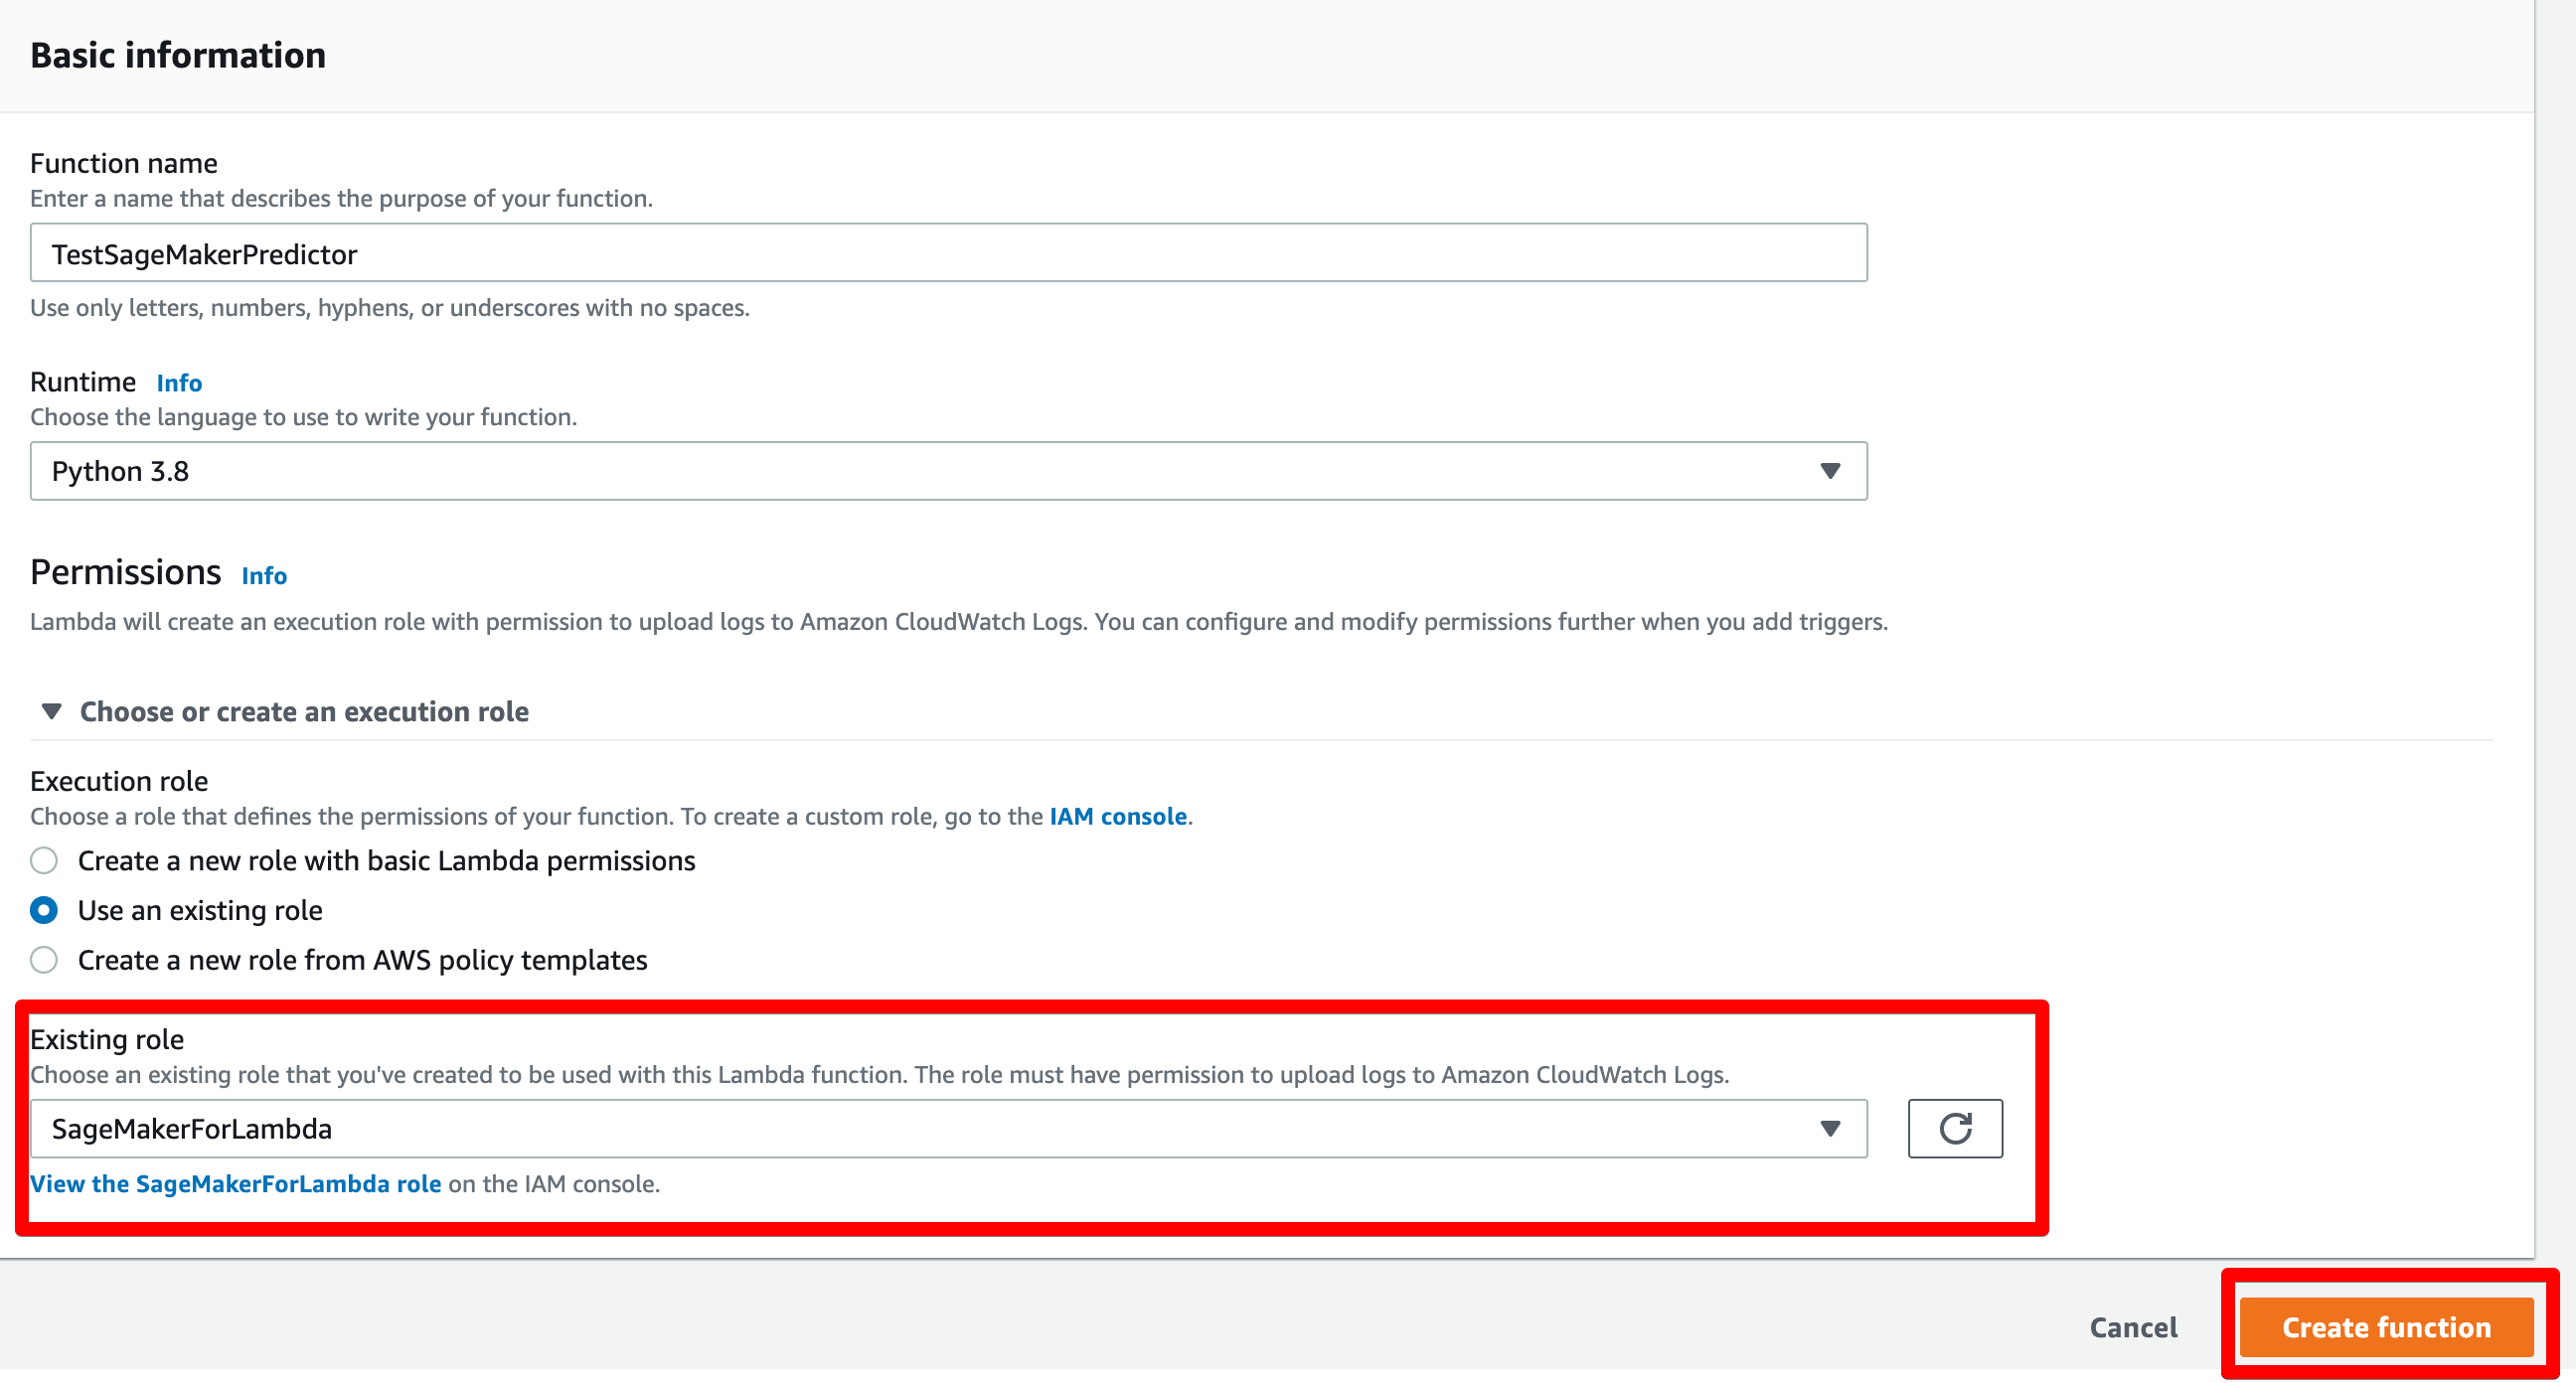 Basic information
Function name
Enter a name that describes the purpose of your function.
TestSageMakerPredictor
Use only letters, numbers, hyphens, or underscores with no spaces.
Runtime Info
Choose the language to use to write your function.
Python 3.8
Permissions Info
Lambda will create an execution role with permission to upload logs to Amazon CloudWatch Logs. You can configure and modify permissions further when you add triggers.
Choose or create an execution role
Execution role
Choose a role that defines the permissions of your function. To create a custom role, go to the IAM console.
Create a new role with basic Lambda permissions
Use an existing role
Create a new role from AWS policy templates
Existing role
Choose an existing role that you've created to be used with this Lambda function. The role must have permission to upload logs to Amazon CloudWatch Logs.
SageMakerForLambda
View the SageMakerForLambda role on the IAM console.
Cancel Create function